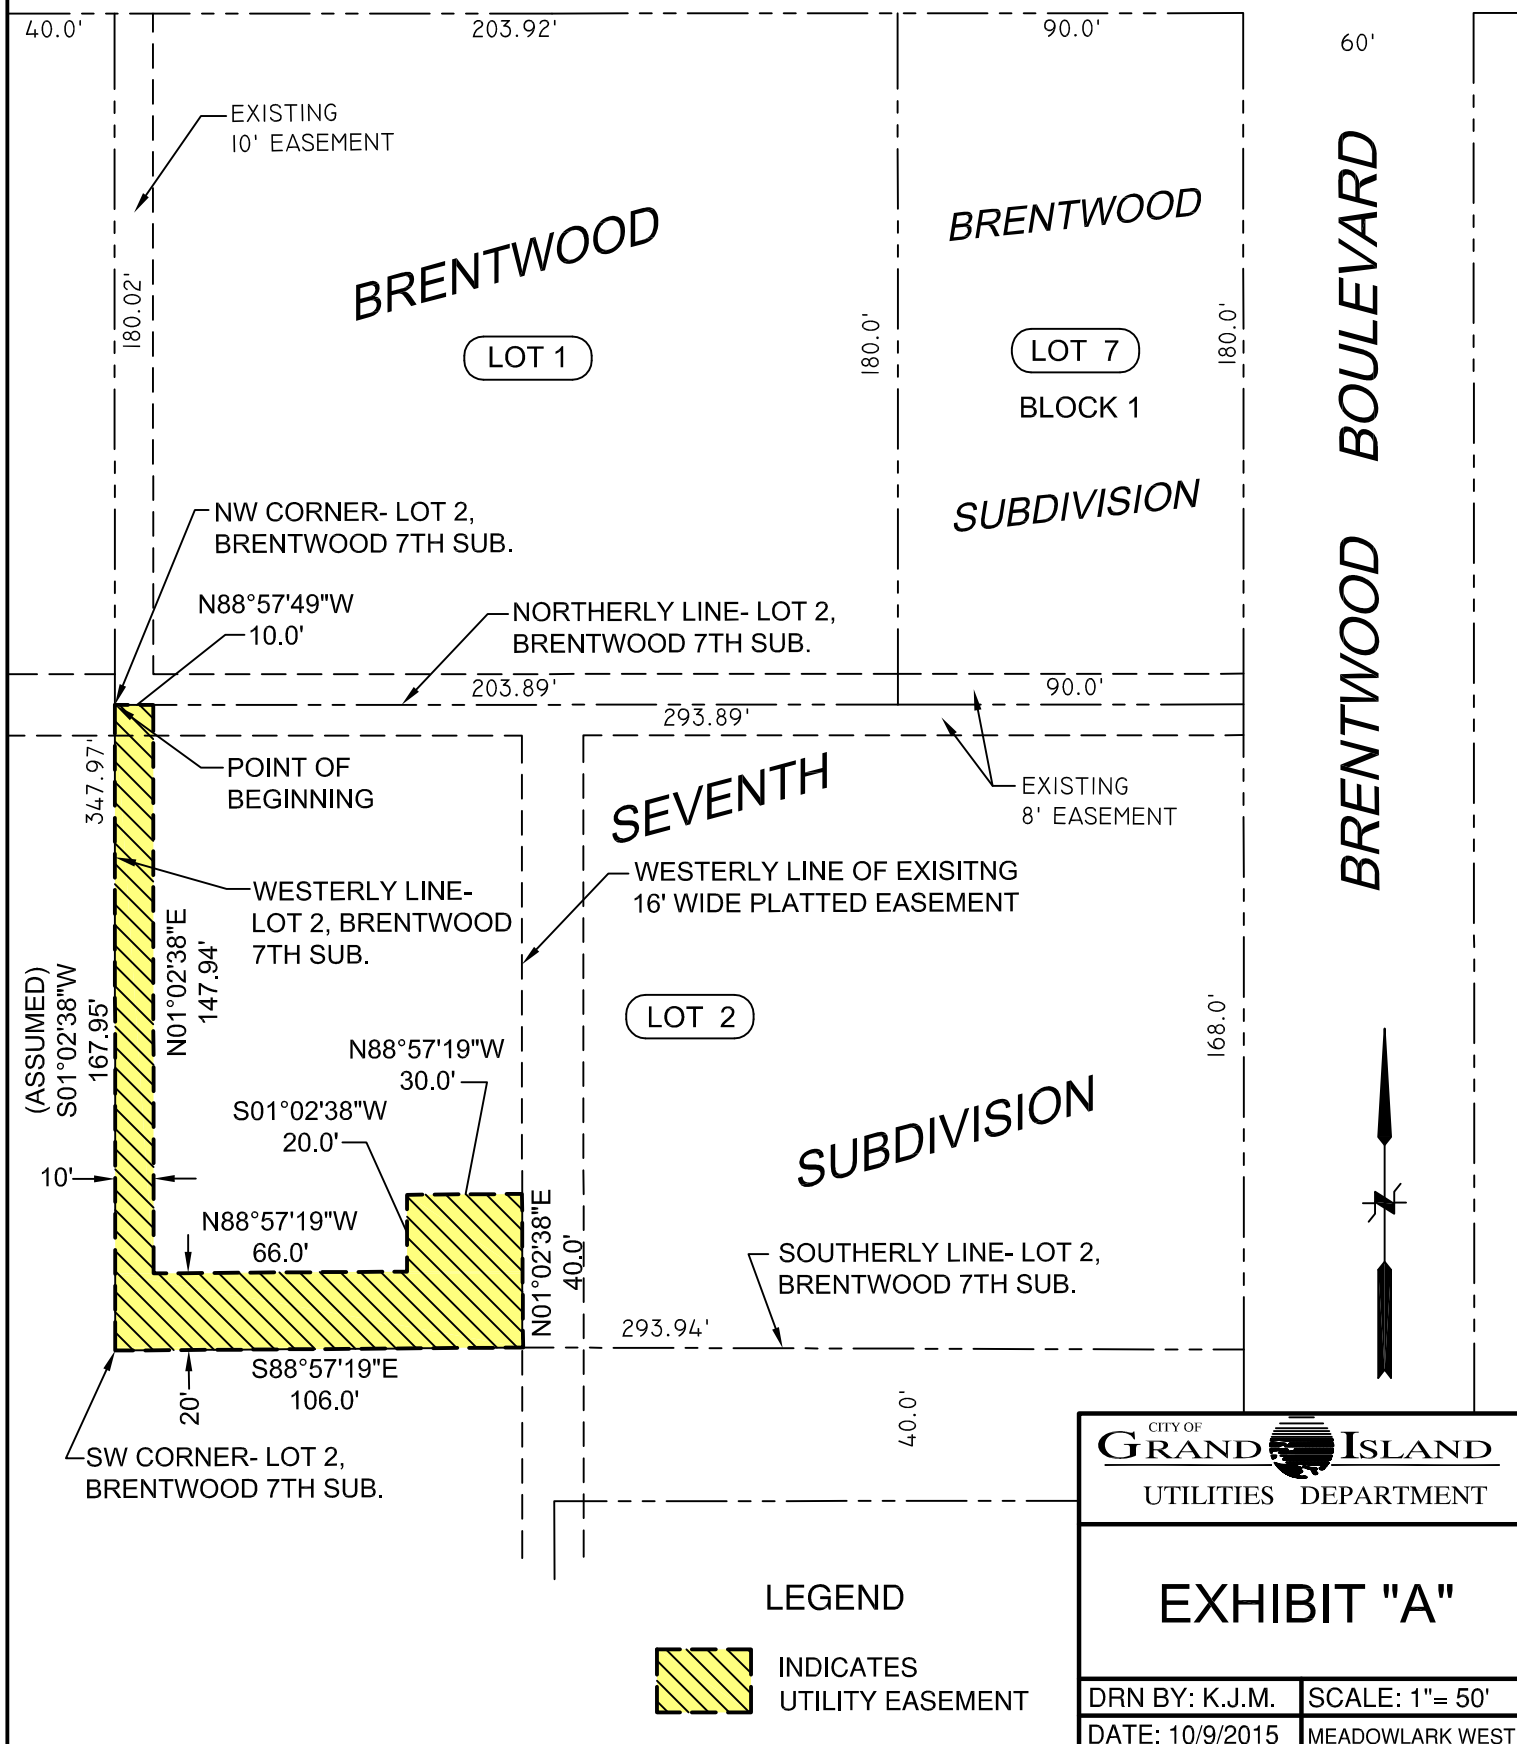 40.0'
203.92'
90.0'
60'
EXISTING
10' EASEMENT
BRENTWOOD
BRENTWOOD
BOULEVARD
180.02'
LOT 1
180.0'
LOT 7
180.0'
BLOCK 1
SUBDIVISION
NW CORNER- LOT 2,
BRENTWOOD 7TH SUB.
N88°57'49"W
10.0'
NORTHERLY LINE- LOT 2,
BRENTWOOD 7TH SUB.
BRENTWOOD
203.89'
90.0'
293.89'
347.97'
POINT OF
BEGINNING
SEVENTH
EXISTING
8' EASEMENT
WESTERLY LINE OF EXISITNG
16' WIDE PLATTED EASEMENT
WESTERLY LINE-
LOT 2, BRENTWOOD
7TH SUB.
(ASSUMED)
S01°02'38"W
167.95'
N01°02'38"E
147.94'
LOT 2
168.0'
N88°57'19"W
30.0'
S01°02'38"W
20.0'
SUBDIVISION
10'
N88°57'19"W
66.0'
N01°02'38"E
40.0'
SOUTHERLY LINE- LOT 2,
BRENTWOOD 7TH SUB.
293.94'
S88°57'19"E
106.0'
20'
40.0'
SW CORNER- LOT 2,
BRENTWOOD 7TH SUB.
CITY OF
GRAND ISLAND
UTILITIES DEPARTMENT
LEGEND
INDICATES
UTILITY EASEMENT
EXHIBIT "A"
DRN BY: K.J.M.
SCALE: 1"= 50'
DATE: 10/9/2015
MEADOWLARK WEST